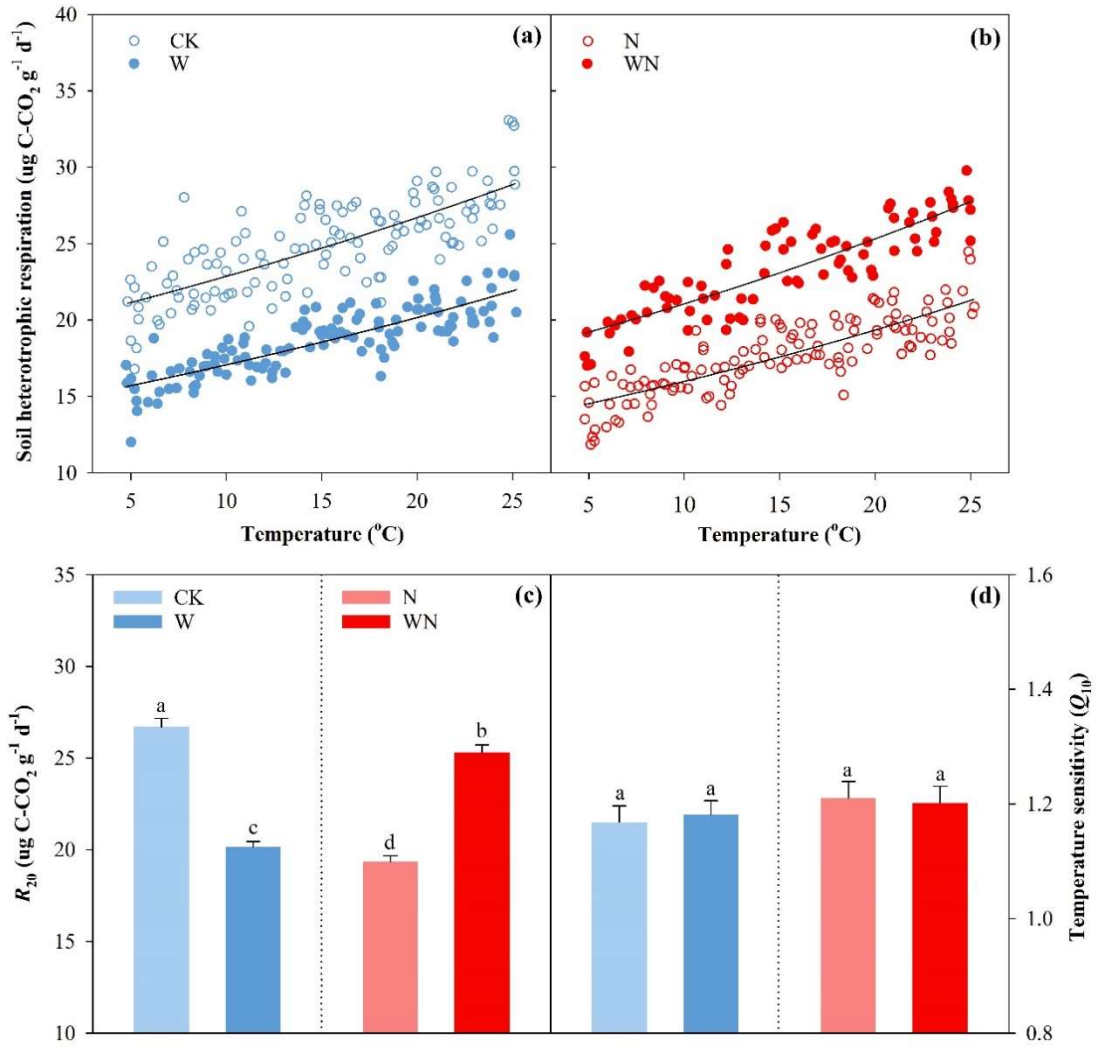 Soil heterotrophic respiration (ug C-CO2 g-1 d-1)
40
35
30
25
20
15
10
CK
W
(a)
N
WN
(b)
5
10
15
20
25
5
10
15
20
25
Temperature (oC)
Temperature (oC)
R20 (ug C-CO2 g-1 d-1)
35
30
25
20
15
10
CK
W
N
WN
(c)
a
c
d
b
(d)
a
a
a
a
1.6
1.4
1.2
1.0
0.8
Temperature sensitivity (Q10)